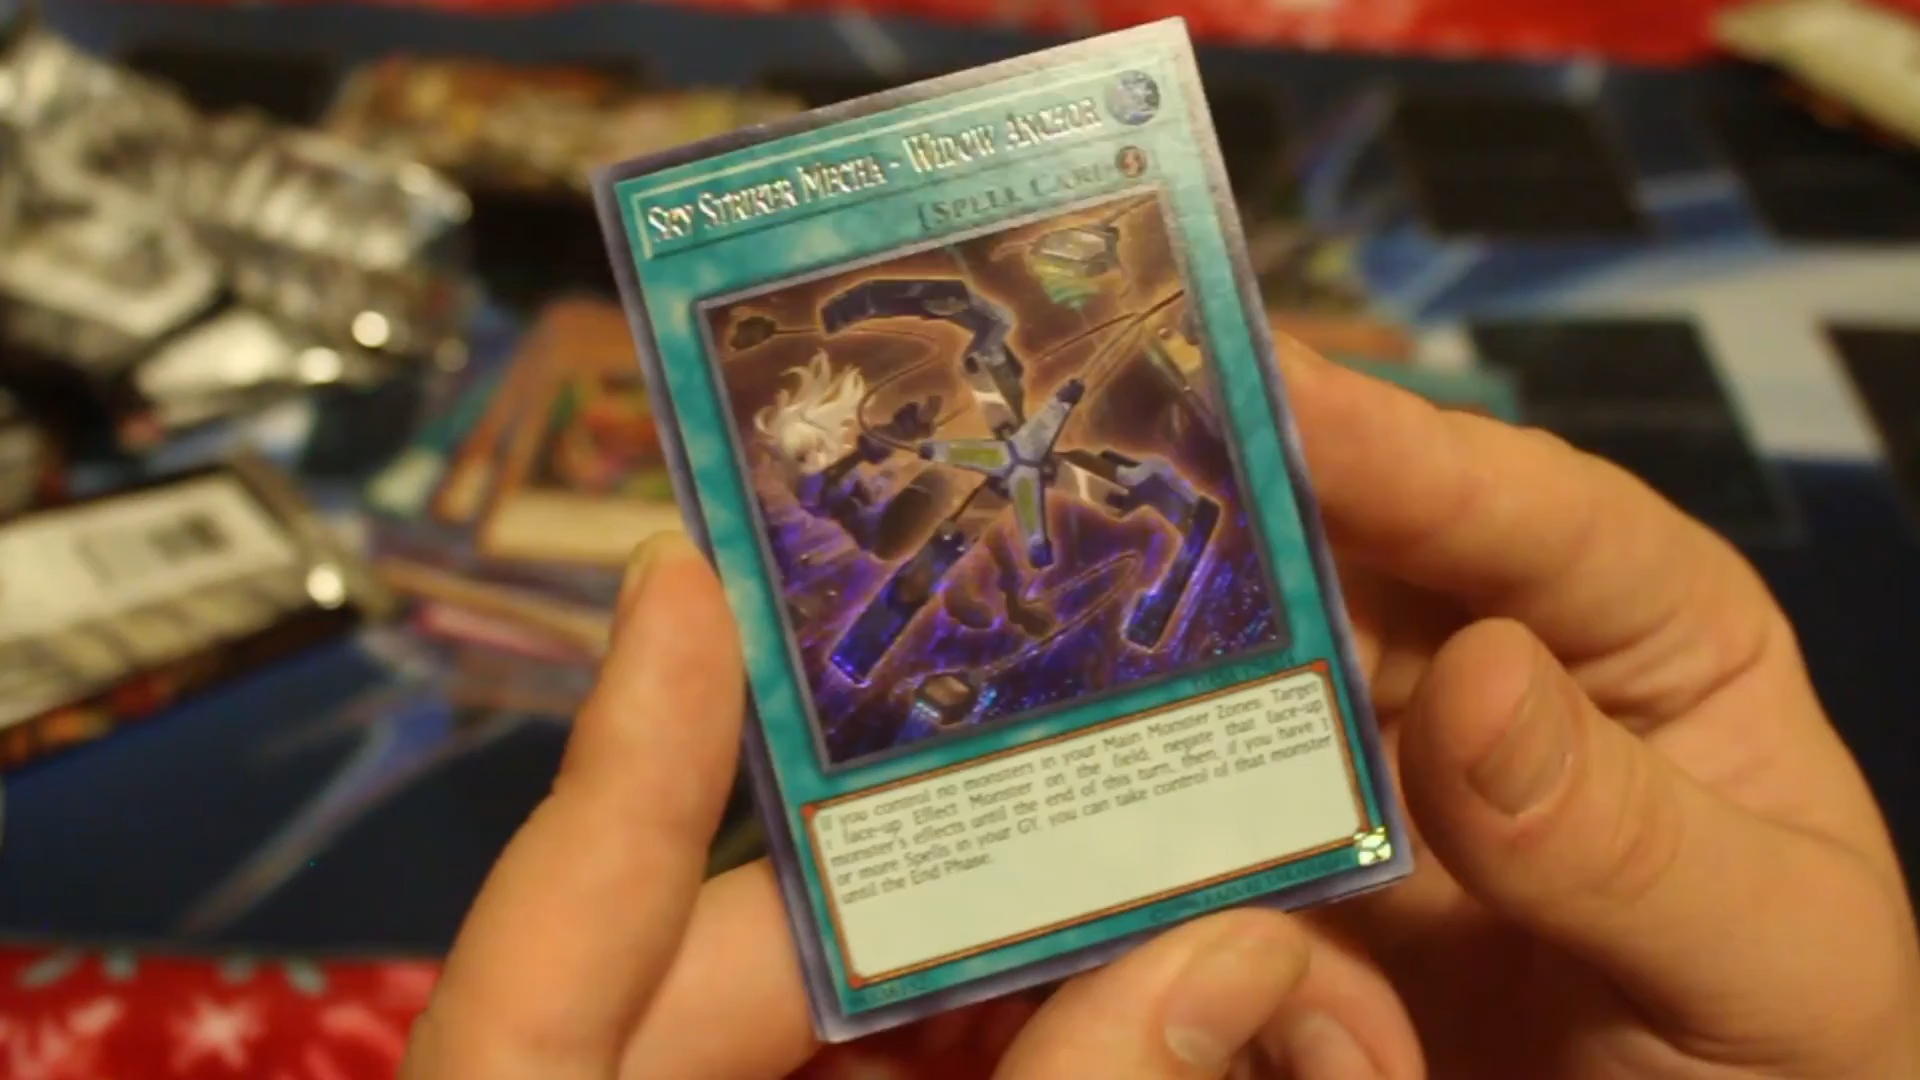 Sky Striker Mecha - Widow Anchor
[Spell Card
If you control no monsters in your Main Monster Zones: Target
1 face-up Effect Monster on the field; negate that face-up
monster's effects until the end of this turn, then, if you have 3
or more Spells in your GY, you can take control of that monster
until the End Phase.